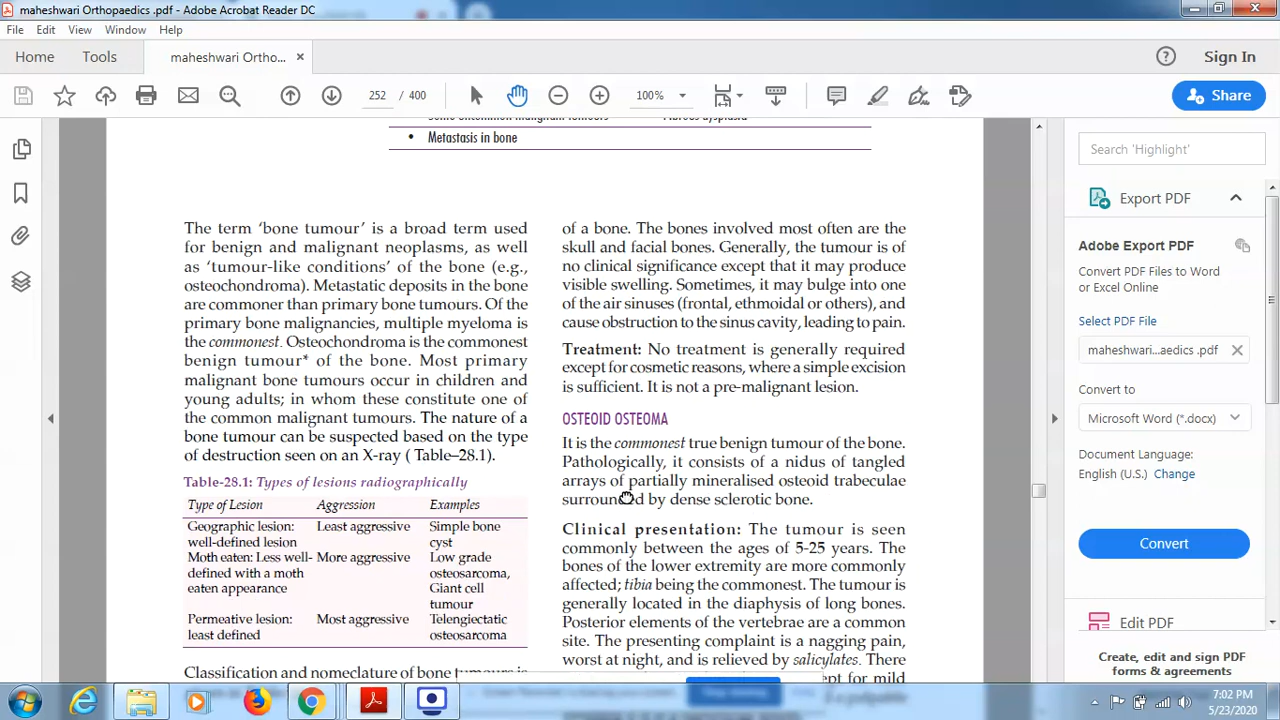 maheshwari Orthopaedics .pdf - Adobe Acrobat Reader DC
File Edit View Window Help
Home Tools maheshwari Ortho... ×
Sign In
252 / 400
100%
Share
Metastasis in bone
The term 'bone tumour' is a broad term used
for benign and malignant neoplasms, as well
as 'tumour-like conditions' of the bone (e.g.,
osteochondroma). Metastatic deposits in the bone
are commoner than primary bone tumours. Of the
primary bone malignancies, multiple myeloma is
the commonest. Osteochondroma is the commonest
benign tumour* of the bone. Most primary
malignant bone tumours occur in children and
young adults; in whom these constitute one of
the common malignant tumours. The nature of a
bone tumour can be suspected based on the type
of destruction seen on an X-ray ( Table–28.1).
Table-28.1: Types of lesions radiographically
Type of Lesion Aggression Examples
Geographic lesion: Least aggressive Simple bone
well-defined lesion cyst
Moth eaten: Less well- More aggressive Low grade
defined with a moth osteosarcoma,
eaten appearance Giant cell
tumour
Permeative lesion: Most aggressive Telengiectatic
least defined osteosarcoma
Classification and nomeclature of bone tumours is
of a bone. The bones involved most often are the
skull and facial bones. Generally, the tumour is of
no clinical significance except that it may produce
visible swelling. Sometimes, it may bulge into one
of the air sinuses (frontal, ethmoidal or others), and
cause obstruction to the sinus cavity, leading to pain.
Treatment: No treatment is generally required
except for cosmetic reasons, where a simple excision
is sufficient. It is not a pre-malignant lesion.
OSTEOID OSTEOMA
It is the commonest true benign tumour of the bone.
Pathologically, it consists of a nidus of tangled
arrays of partially mineralised osteoid trabeculae
surrounded by dense sclerotic bone.
Clinical presentation: The tumour is seen
commonly between the ages of 5-25 years. The
bones of the lower extremity are more commonly
affected; tibia being the commonest. The tumour is
generally located in the diaphysis of long bones.
Posterior elements of the vertebrae are a common
site. The presenting complaint is a nagging pain,
worst at night, and is relieved by salicylates. There
for mild
Search 'Highlight'
Export PDF
Adobe Export PDF
Convert PDF Files to Word
or Excel Online
Select PDF File
maheshwari...aedics .pdf
Convert to
Microsoft Word (*.docx)
Document Language:
English (U.S.) Change
Convert
Edit PDF
Create, edit and sign PDF
forms & agreements
7:02 PM
5/23/2020